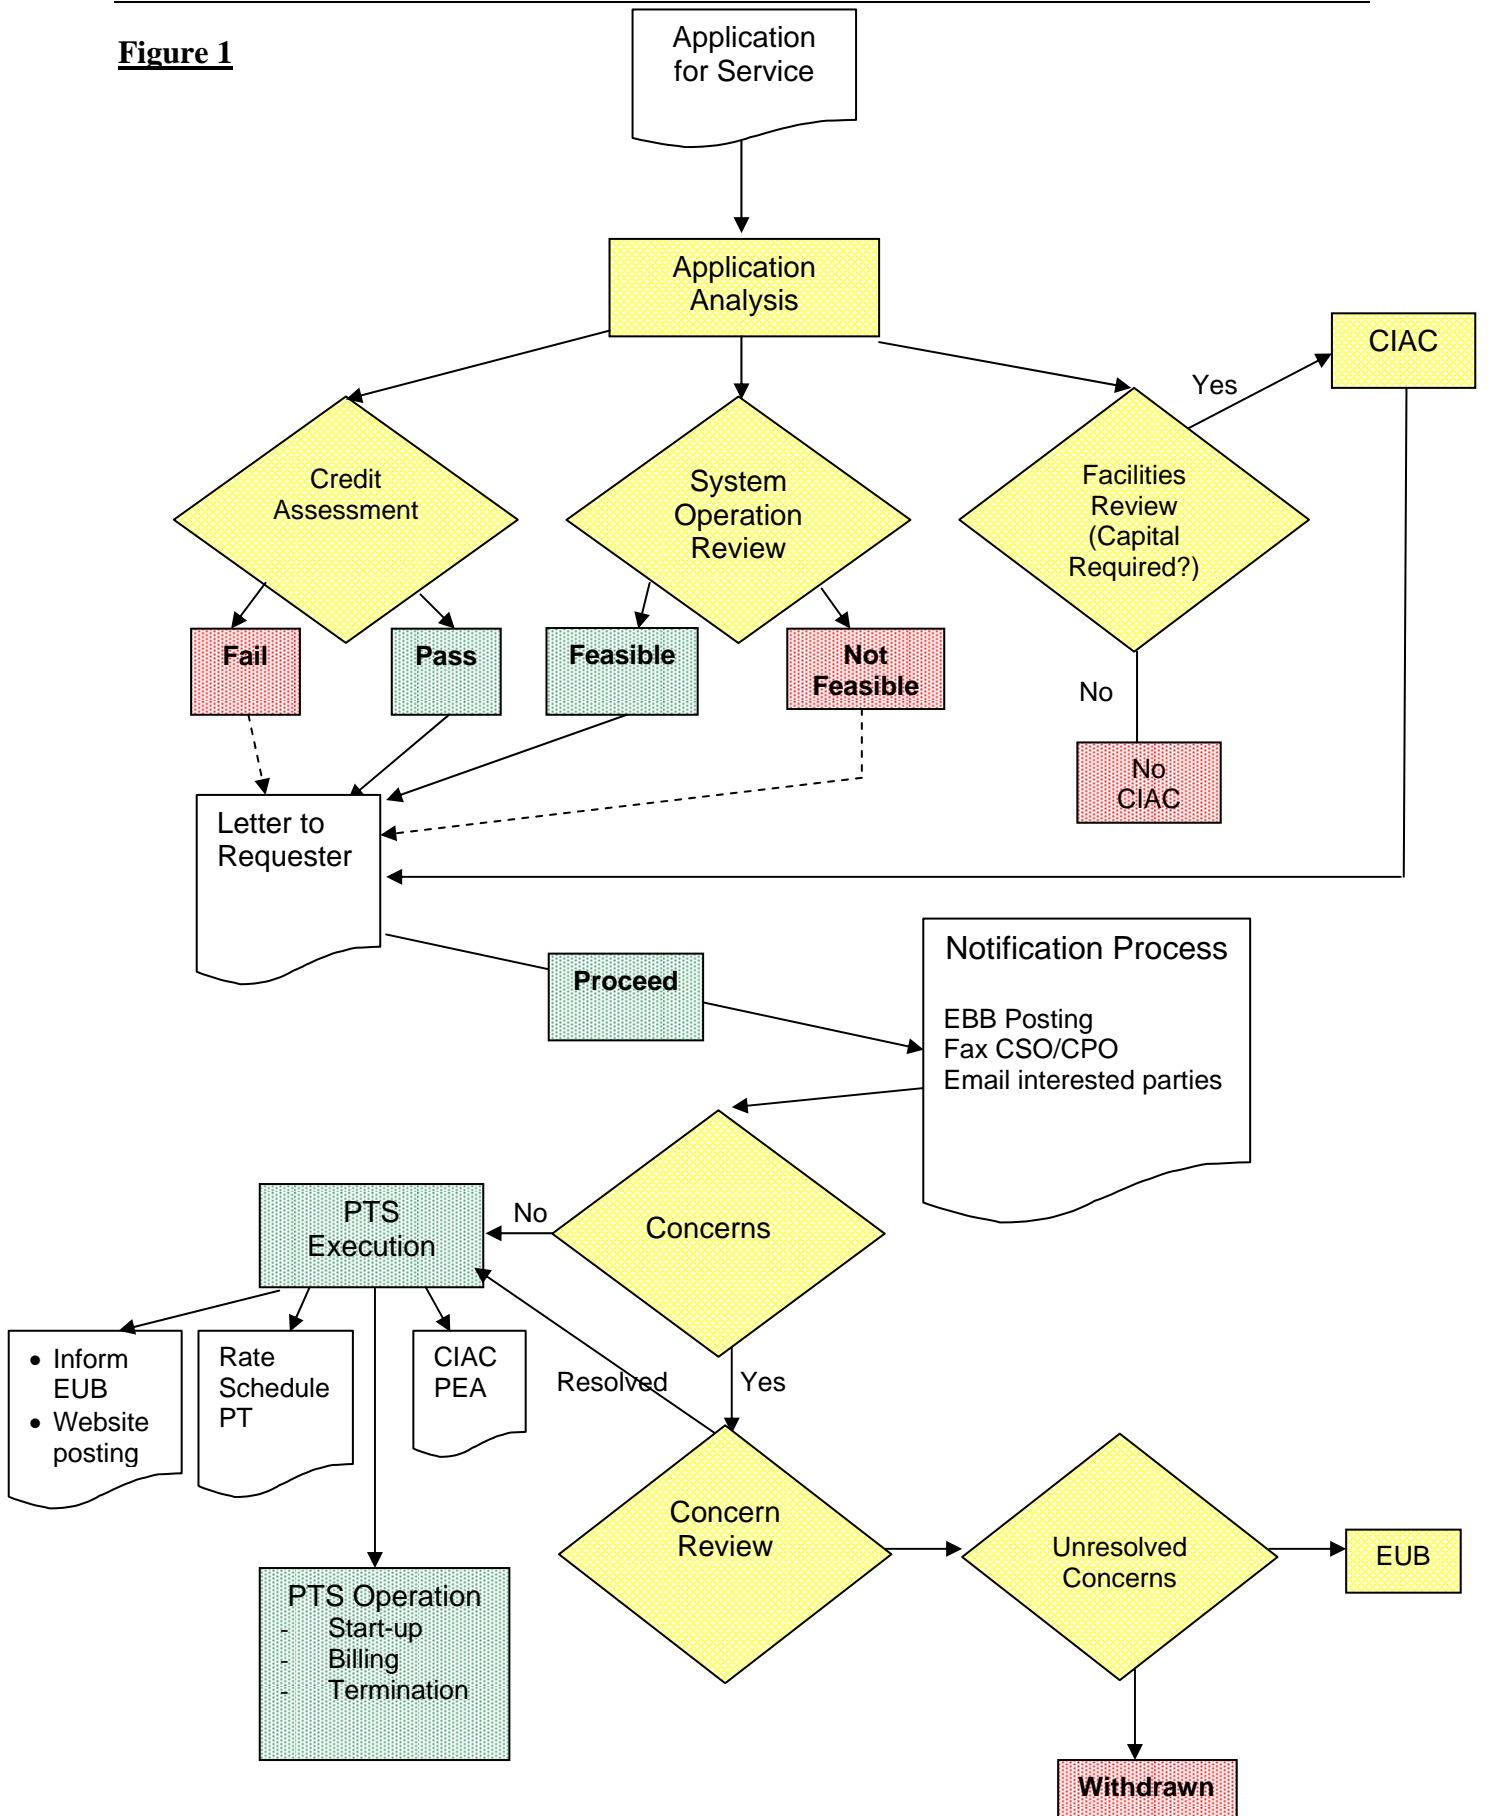 Figure 1
Application
for Service
Application
Analysis
CIAC
Yes
Credit
Assessment
System
Operation
Review
Facilities
Review
(Capital
Required?)
Fail
Pass
Feasible
Not
Feasible
No
No
CIAC
Letter to
Requester
Proceed
Notification Process
EBB Posting
Fax CSO/CPO
Email interested parties
PTS
Execution
No
Concerns
• Inform
EUB
• Website
posting
Rate
Schedule
PT
CIAC
PEA
Resolved
Yes
Concern
Review
Unresolved
Concerns
EUB
PTS Operation
- Start-up
- Billing
- Termination
Withdrawn